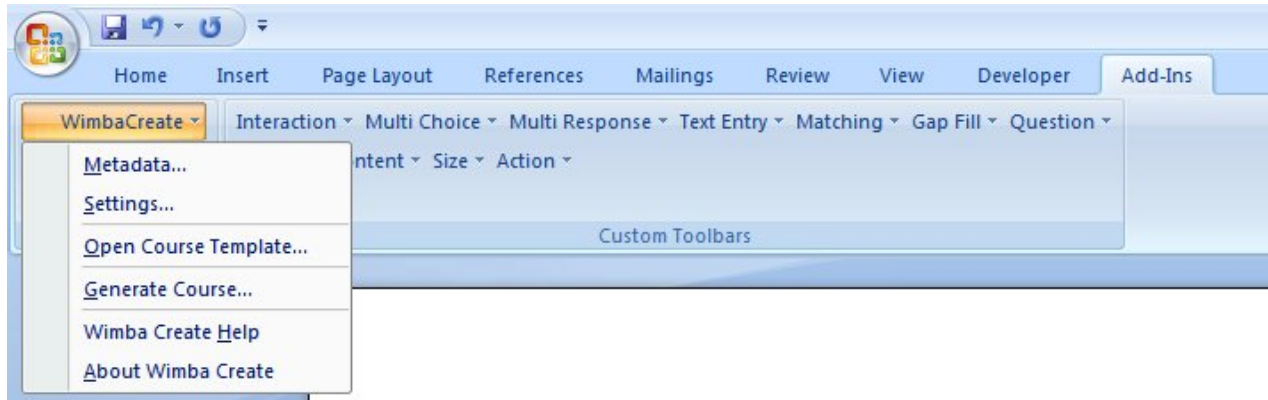 Home Insert Page Layout References Mailings Review View Developer Add-Ins
WimbaCreate Interaction Multi Choice Multi Response Text Entry Matching Gap Fill Question
Size Action
Custom Toolbars
Metadata...
Settings...
Open Course Template...
Generate Course...
Wimba Create Help
About Wimba Create